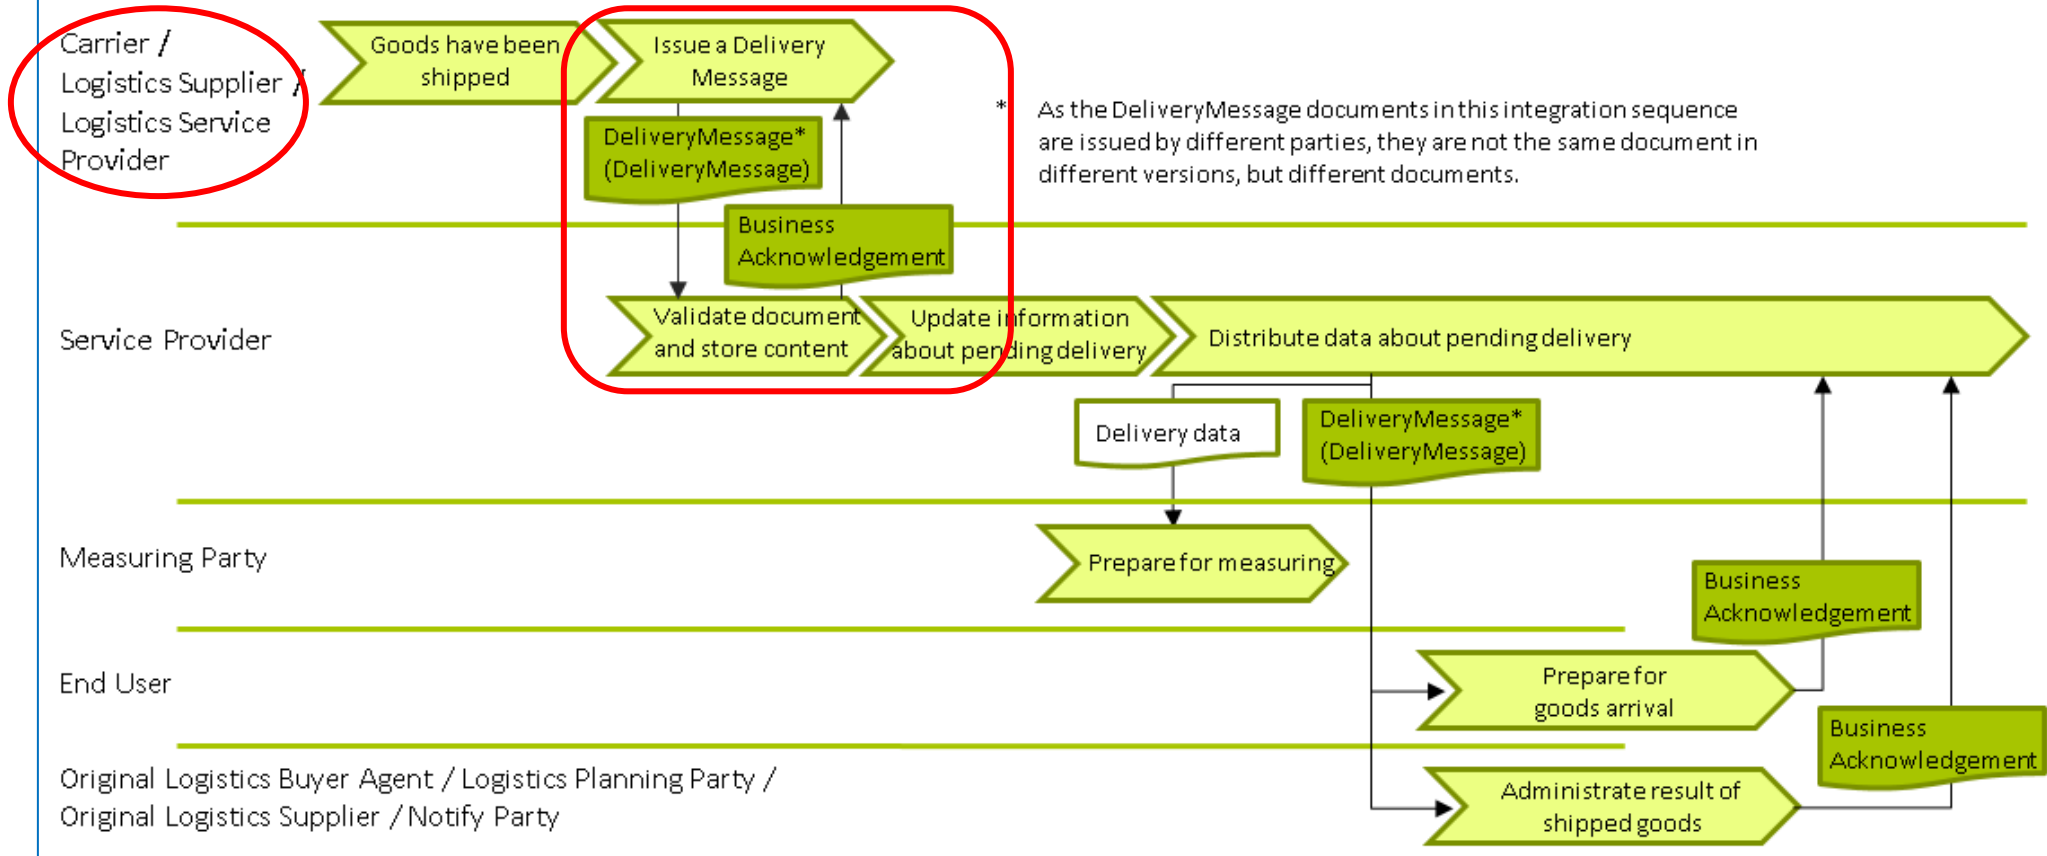 Carrier /
Logistics Supplier /
Logistics Service
Provider
Goods have been
shipped
Issue a Delivery
Message
DeliveryMessage*
(DeliveryMessage)
Business
Acknowledgement
* As the DeliveryMessage documents in this integration sequence
are issued by different parties, they are not the same document in
different versions, but different documents.
Service Provider
Validate document
and store content
Update information
about pending delivery
Distribute data about pending delivery
Delivery data
DeliveryMessage*
(DeliveryMessage)
Measuring Party
Prepare for measuring
Business
Acknowledgement
End User
Prepare for
goods arrival
Business
Acknowledgement
Original Logistics Buyer Agent / Logistics Planning Party /
Original Logistics Supplier / Notify Party
Administrate result of
shipped goods